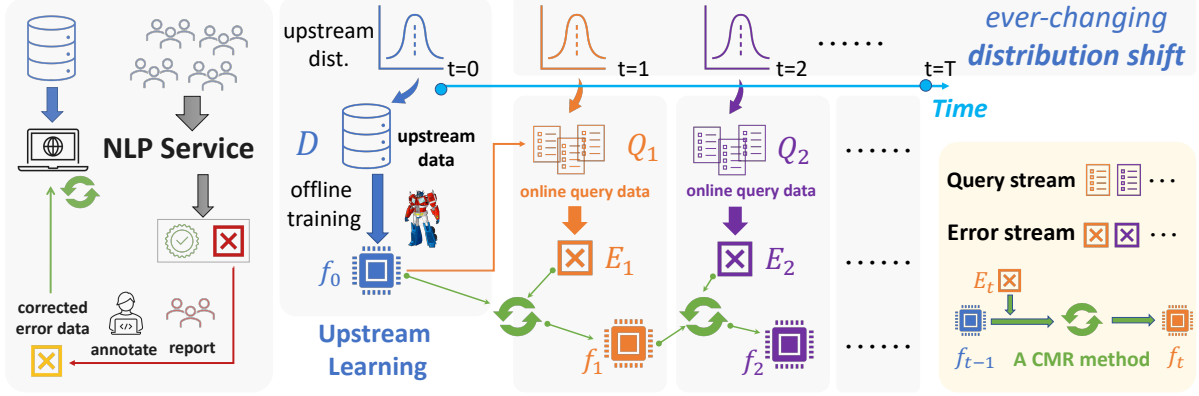 NLP Service
corrected
error data
annotate
report
upstream
dist.
t=0
t=1
t=2
......
t=T
ever-changing
distribution shift
Time
D
upstream
data
offline
training
f₀
Upstream
Learning
Q₁
online query data
E₁
f₁
Q₂
online query data
E₂
f₂
......
......
......
Query stream ...
Error stream ...
Eₜ
fₜ₋₁
A CMR method
fₜ